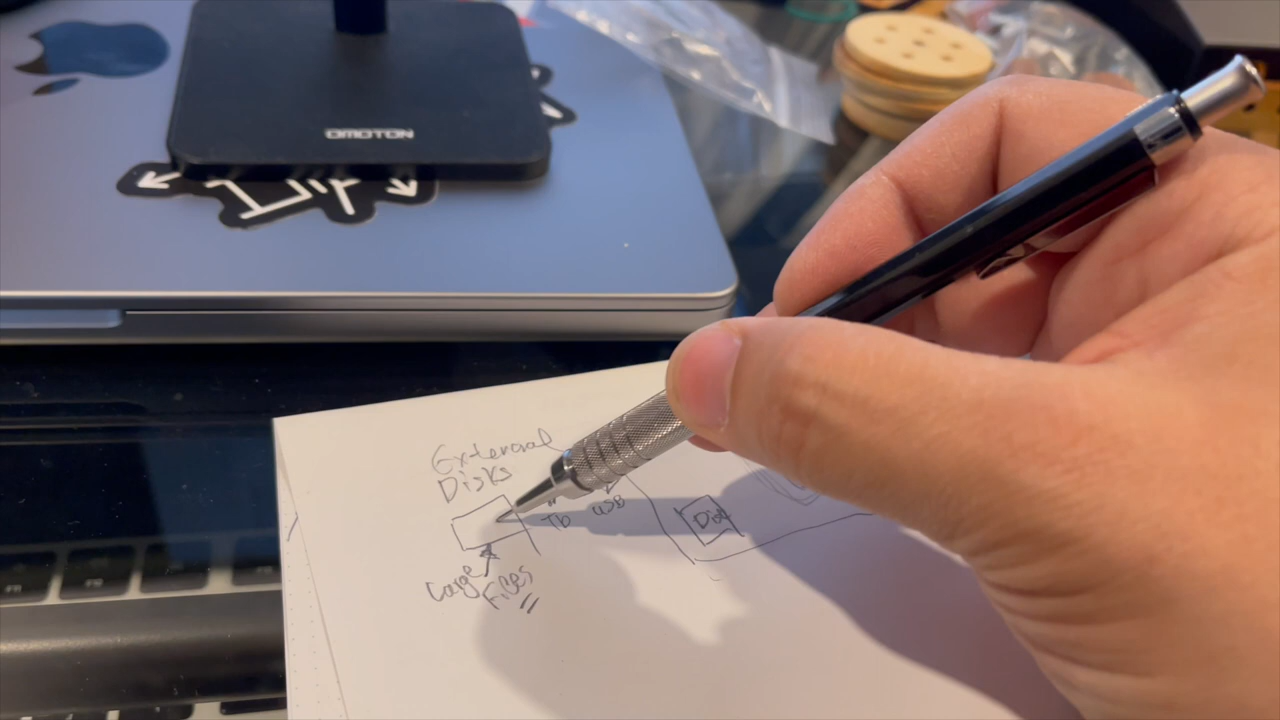 OMOTON
External
Disks
Tb USB
Disk
Large
Files